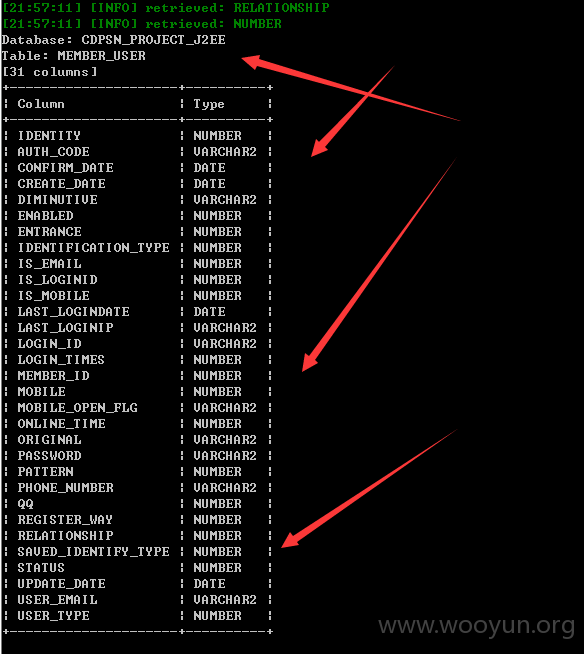 [21:57:11] [INFO] retrieved: RELATIONSHIP
[21:57:11] [INFO] retrieved: NUMBER
Database: CDPSN_PROJECT_J2EE
Table: MEMBER_USER
[31 columns]
+---------------------+----------+
¦ Column              ¦ Type     ¦
+---------------------+----------+
¦ IDENTITY            ¦ NUMBER   ¦
¦ AUTH_CODE           ¦ VARCHAR2 ¦
¦ CONFIRM_DATE        ¦ DATE     ¦
¦ CREATE_DATE         ¦ DATE     ¦
¦ DIMINUTIVE          ¦ VARCHAR2 ¦
¦ ENABLED             ¦ NUMBER   ¦
¦ ENTRANCE            ¦ NUMBER   ¦
¦ IDENTIFICATION_TYPE ¦ NUMBER   ¦
¦ IS_EMAIL            ¦ NUMBER   ¦
¦ IS_LOGINID          ¦ NUMBER   ¦
¦ IS_MOBILE           ¦ NUMBER   ¦
¦ LAST_LOGINDATE      ¦ DATE     ¦
¦ LAST_LOGINIP        ¦ VARCHAR2 ¦
¦ LOGIN_ID            ¦ VARCHAR2 ¦
¦ LOGIN_TIMES         ¦ NUMBER   ¦
¦ MEMBER_ID           ¦ NUMBER   ¦
¦ MOBILE              ¦ NUMBER   ¦
¦ MOBILE_OPEN_FLG     ¦ VARCHAR2 ¦
¦ ONLINE_TIME         ¦ NUMBER   ¦
¦ ORIGINAL            ¦ VARCHAR2 ¦
¦ PASSWORD            ¦ VARCHAR2 ¦
¦ PATTERN             ¦ NUMBER   ¦
¦ PHONE_NUMBER        ¦ VARCHAR2 ¦
¦ QQ                  ¦ NUMBER   ¦
¦ REGISTER_WAY        ¦ NUMBER   ¦
¦ RELATIONSHIP        ¦ NUMBER   ¦
¦ SAVED_IDENTIFY_TYPE ¦ NUMBER   ¦
¦ STATUS              ¦ NUMBER   ¦
¦ UPDATE_DATE         ¦ DATE     ¦
¦ USER_EMAIL          ¦ VARCHAR2 ¦
¦ USER_TYPE           ¦ NUMBER   ¦
+---------------------+----------+
www.wooyun.org